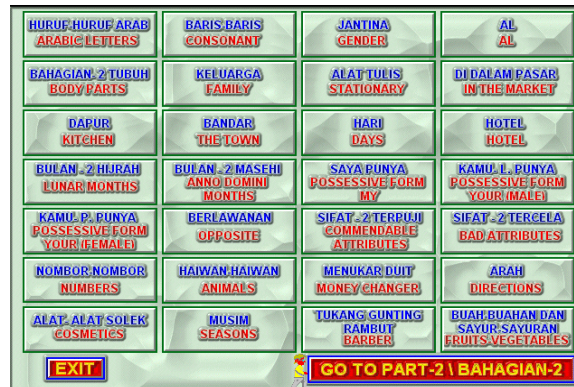 HURUF.HURUF ARAB
ARABIC LETTERS
BARIS.BARIS
CONSONANT
JANTINA
GENDER
AL
AL
BAHAGIAN. 2 TUBUH
BODY PARTS
KELUARGA
FAMILY
ALAT TULIS
STATIONARY
DI DALAM PASAR
IN THE MARKET
DAPUR
KITCHEN
BANDAR
THE TOWN
HARI
DAYS
HOTEL
HOTEL
BULAN - 2 HIJRAH
LUNAR MONTHS
BULAN - 2 MASEHI
ANNO DOMINI
MONTHS
SAYA PUNYA
POSSESSIVE FORM
MY
KAMU. L. PUNYA
POSSESSIVE FORM
YOUR (MALE)
KAMU. P. PUNYA
POSSESSIVE FORM
YOUR (FEMALE)
BERLAWANAN
OPPOSITE
SIFAT - 2 TERPUJI
COMMENDABLE
ATTRIBUTES
SIFAT - 2 TERCELA
BAD ATTRIBUTES
NOMBOR.NOMBOR
NUMBERS
HAIWAN.HAIWAN
ANIMALS
MENUKAR DUIT
MONEY CHANGER
ARAH
DIRECTIONS
ALAT- ALAT SOLEK
COSMETICS
MUSIM
SEASONS
TUKANG GUNTING
RAMBUT
BARBER
BUAH.BUAHAN DAN
SAYUR.SAYURAN
FRUITS-VEGETABLES
EXIT
GO TO PART-2 \ BAHAGIAN-2